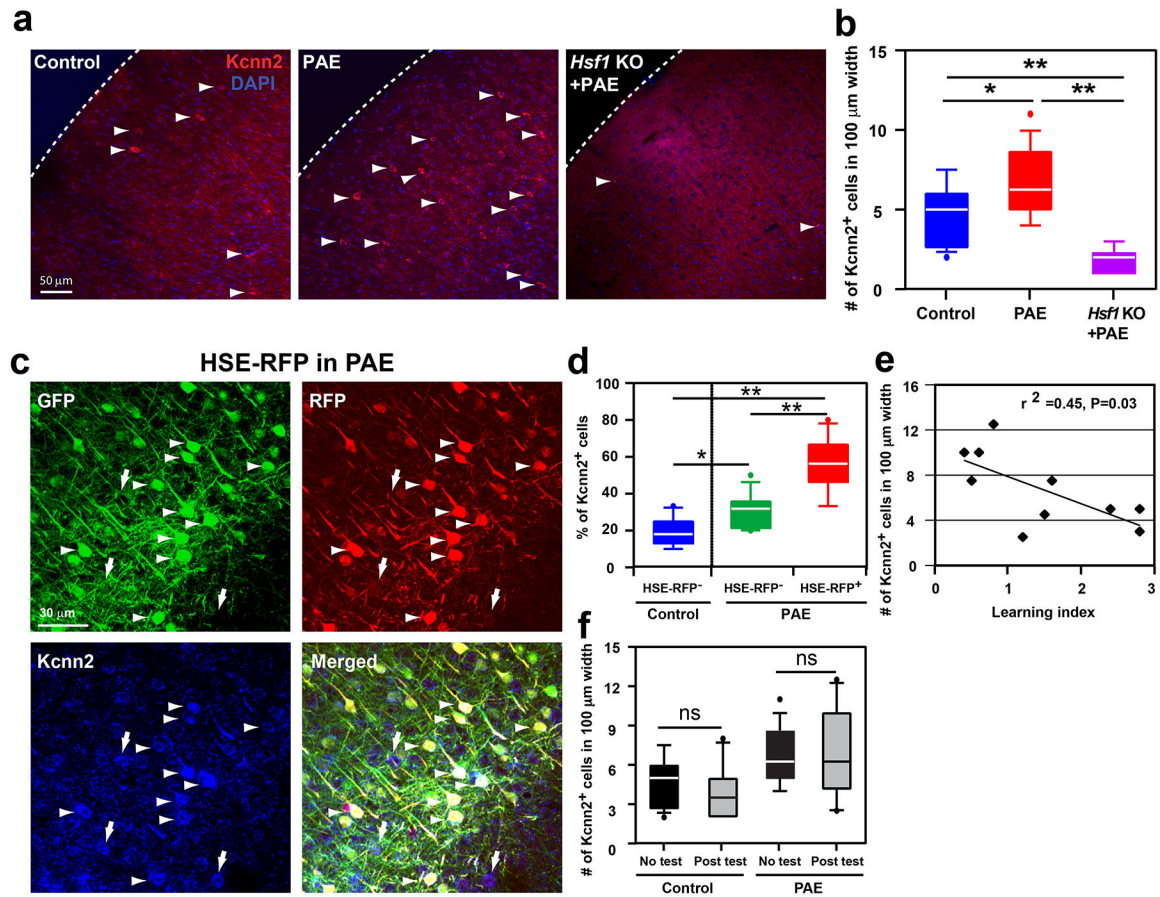 a
Control
Kcnn2
DAPI
50 µm
PAE
Hsf1 KO
+PAE
b
# of Kcnn2⁺ cells in 100 µm width
15
10
5
0
**
* **
Control PAE Hsf1 KO
+PAE
c
HSE-RFP in PAE
GFP
30 µm
RFP
Kcnn2
Merged
d
% of Kcnn2⁺ cells
100
80
60
40
20
0
**
**
*
HSE-RFP⁻ HSE-RFP⁻ HSE-RFP⁺
Control PAE
e
# of Kcnn2⁺ cells in 100 µm width
16
12
8
4
0
r ² =0.45, P=0.03
0 1 2 3
Learning index
f
# of Kcnn2⁺ cells in 100 µm width
15
12
9
6
3
0
ns
ns
No test Post test No test Post test
Control PAE